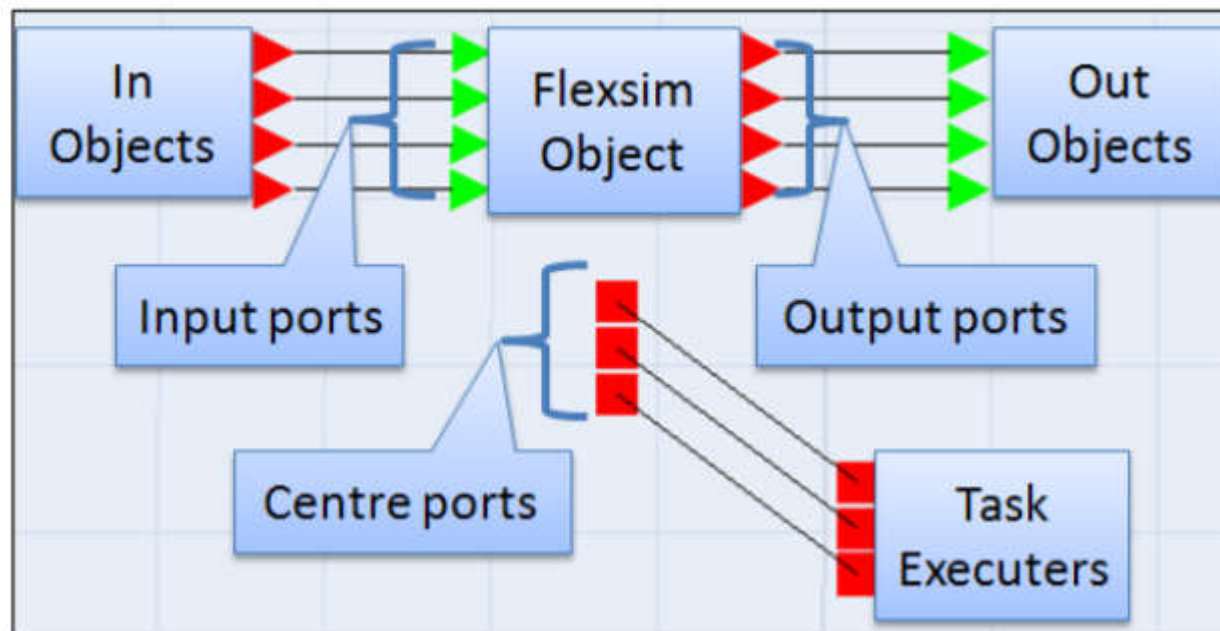 In
Objects
Flexsim
Object
Out
Objects
Input ports
Output ports
Centre ports
Task
Executers